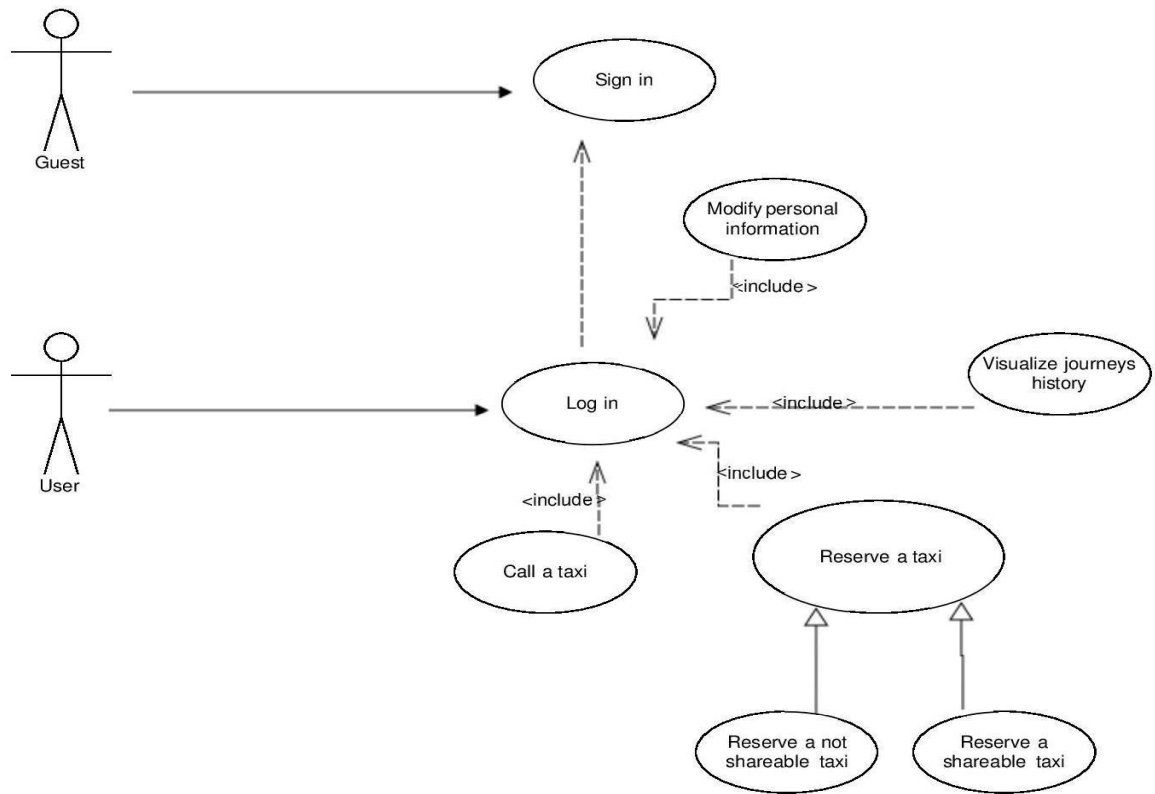 Sign in
Guest
Modify personal
information
<include >
Visualize journeys
history
Log in
<include>
<include >
User
<include >
Call a taxi
Reserve a taxi
Reserve a not
shareable taxi
Reserve a
shareable taxi